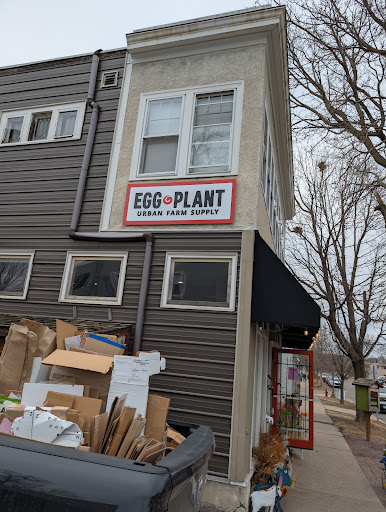 EGG PLANT
URBAN FARM SUPPLY